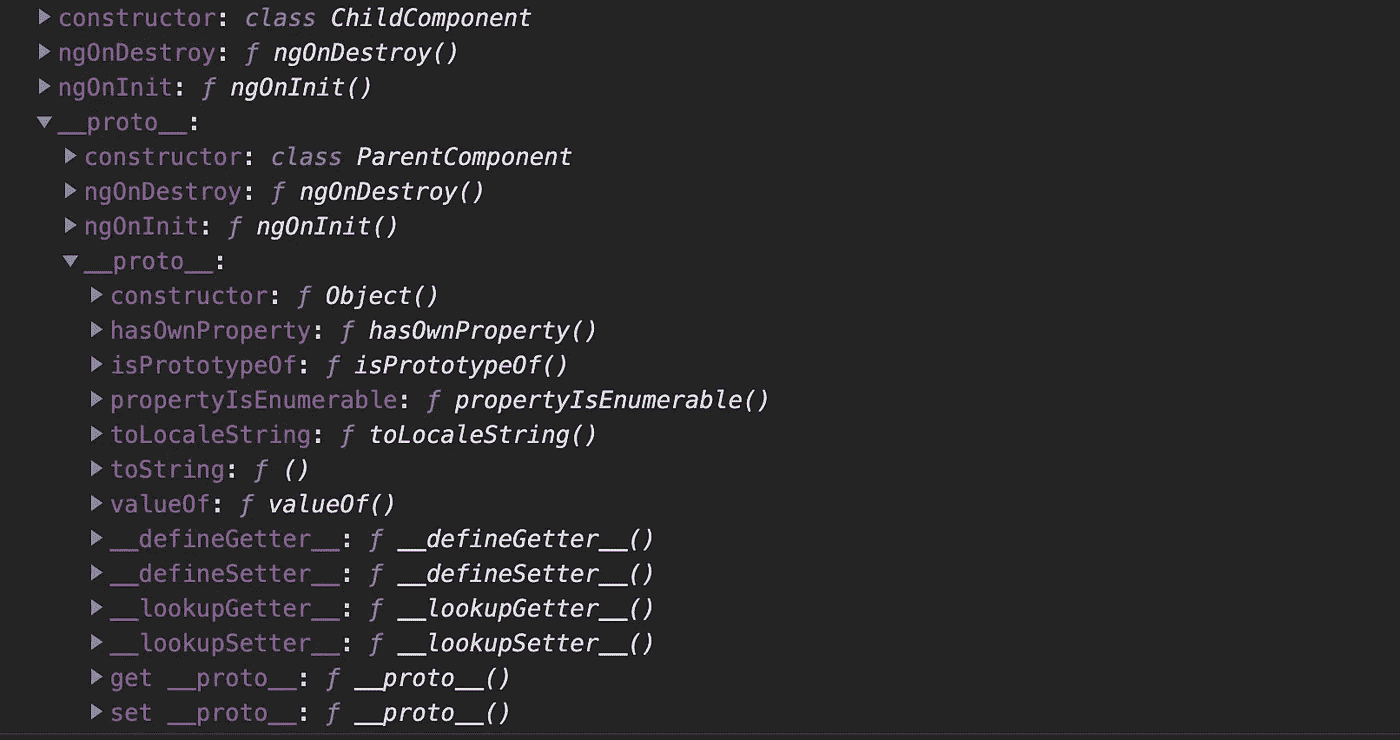 constructor: class ChildComponent
ngOnDestroy: ƒ ngOnDestroy()
ngOnInit: ƒ ngOnInit()
__proto__:
constructor: class ParentComponent
ngOnDestroy: ƒ ngOnDestroy()
ngOnInit: ƒ ngOnInit()
__proto__:
constructor: ƒ Object()
hasOwnProperty: ƒ hasOwnProperty()
isPrototypeOf: ƒ isPrototypeOf()
propertyIsEnumerable: ƒ propertyIsEnumerable()
toLocaleString: ƒ toLocaleString()
toString: ƒ ()
valueOf: ƒ valueOf()
__defineGetter__: ƒ __defineGetter__()
__defineSetter__: ƒ __defineSetter__()
__lookupGetter__: ƒ __lookupGetter__()
__lookupSetter__: ƒ __lookupSetter__()
get __proto__: ƒ __proto__()
set __proto__: ƒ __proto__()